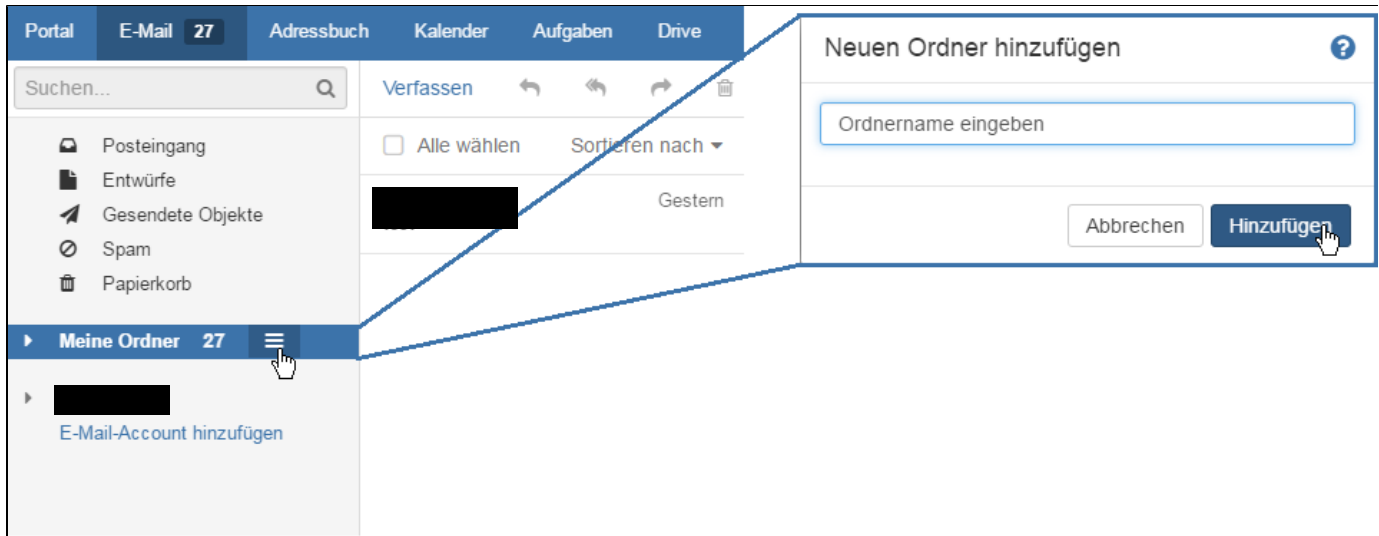 Portal E-Mail 27 Adressbuch Kalender Aufgaben Drive
Suchen...
Verfassen
Posteingang
Entwürfe
Gesendete Objekte
Spam
Papierkorb
Meine Ordner 27
E-Mail-Account hinzufügen
Alle wählen Sortieren nach
Gestern
Neuen Ordner hinzufügen
Ordnername eingeben
Abbrechen Hinzufügen